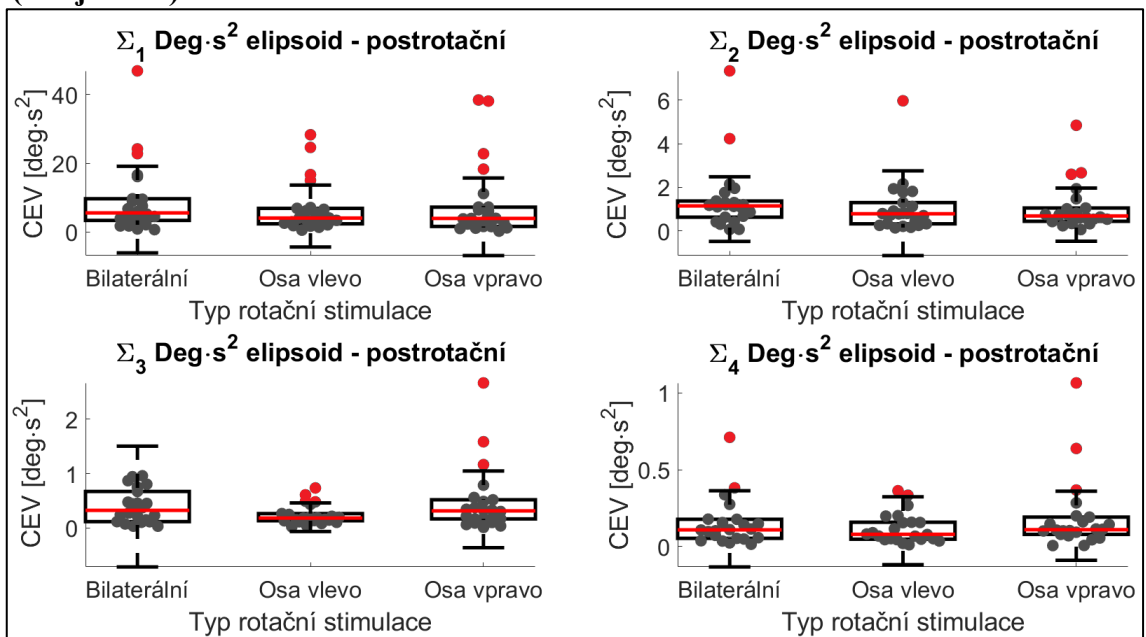 Σ1 Deg·s2 elipsoid - postrotační
CEV [deg·s2]
40
20
0
Bilaterální Osa vlevo Osa vpravo
Typ rotační stimulace
Σ2 Deg·s2 elipsoid - postrotační
CEV [deg·s2]
6
4
2
0
Bilaterální Osa vlevo Osa vpravo
Typ rotační stimulace
Σ3 Deg·s2 elipsoid - postrotační
CEV [deg·s2]
2
1
0
Bilaterální Osa vlevo Osa vpravo
Typ rotační stimulace
Σ4 Deg·s2 elipsoid - postrotační
CEV [deg·s2]
1
0.5
0
Bilaterální Osa vlevo Osa vpravo
Typ rotační stimulace